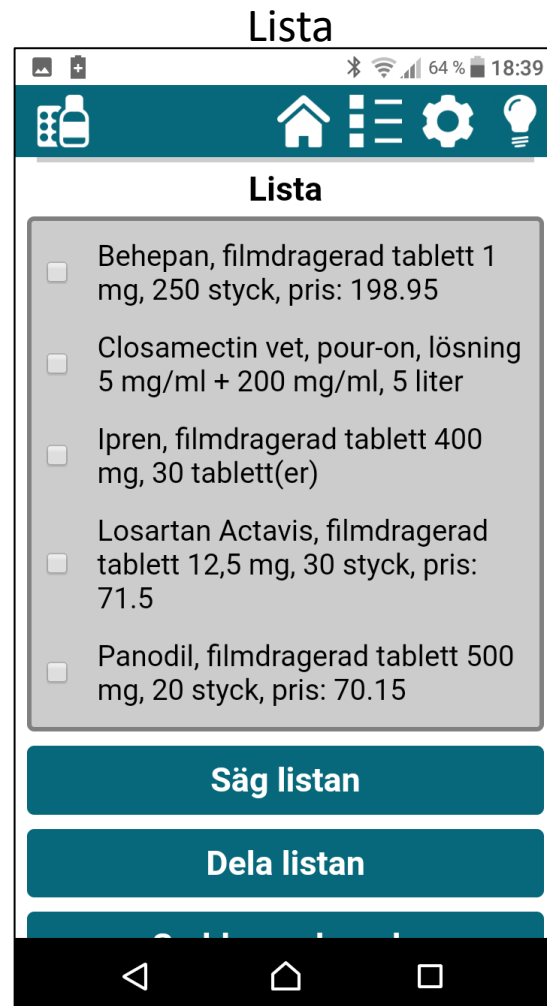 Lista
64 % 18:39
Lista
Behepan, filmdragerad tablett 1
mg, 250 styck, pris: 198.95
Closamectin vet, pour-on, lösning
5 mg/ml + 200 mg/ml, 5 liter
Ipren, filmdragerad tablett 400
mg, 30 tablett(er)
Losartan Actavis, filmdragerad
tablett 12,5 mg, 30 styck, pris:
71.5
Panodil, filmdragerad tablett 500
mg, 20 styck, pris: 70.15
Säg listan
Dela listan